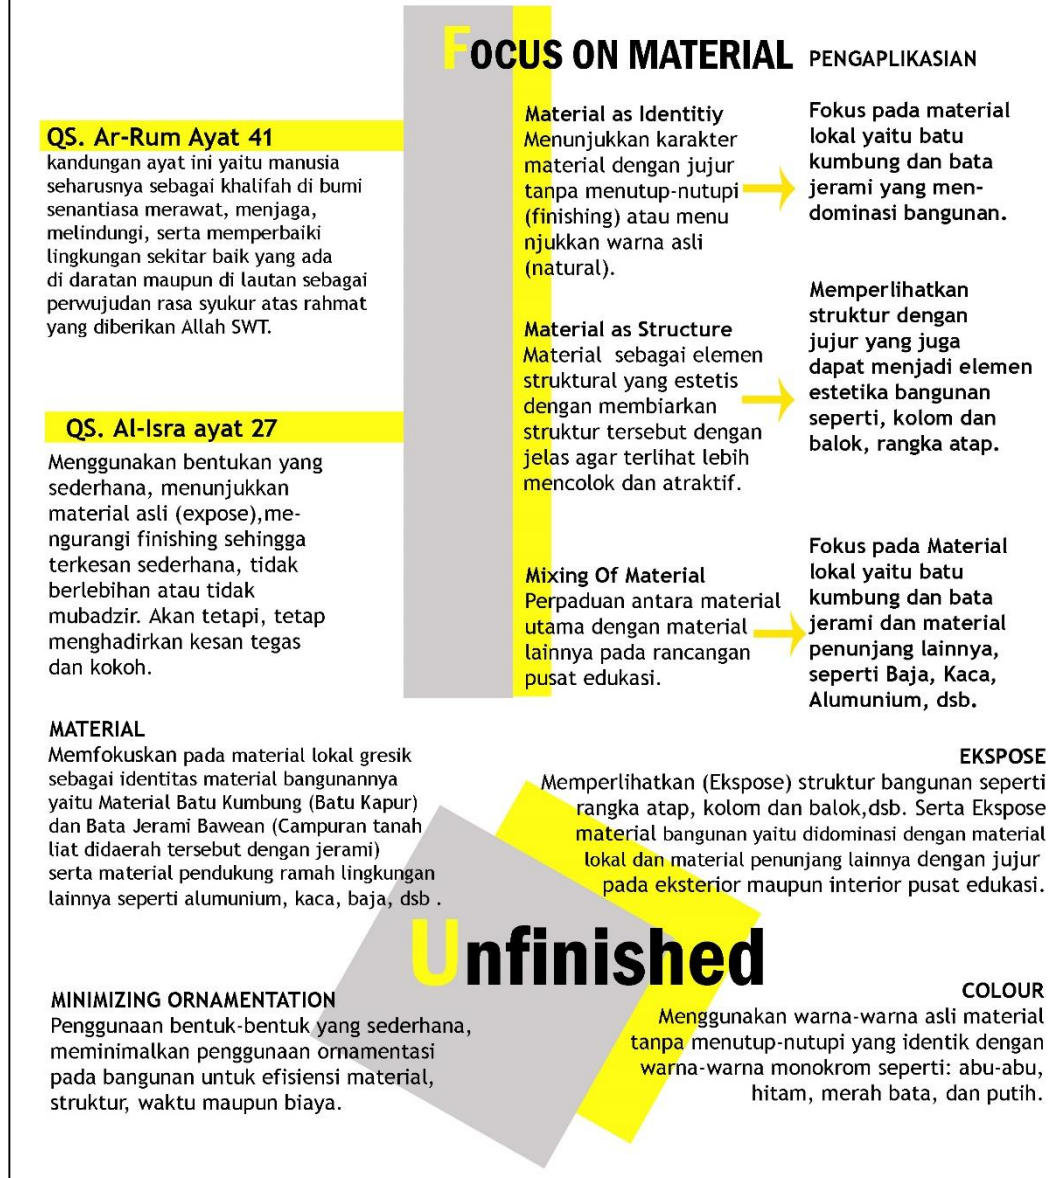 FOCUS ON MATERIAL PENGAPLIKASIAN
QS. Ar-Rum Ayat 41
kandungan ayat ini yaitu manusia
seharusnya sebagai khalifah di bumi
senantiasa merawat, menjaga,
melindungi, serta memperbaiki
lingkungan sekitar baik yang ada
di daratan maupun di lautan sebagai
perwujudan rasa syukur atas rahmat
yang diberikan Allah SWT.
QS. Al-Isra ayat 27
Menggunakan bentukan yang
sederhana, menunjukkan
material asli (expose),me-
ngurangi finishing sehingga
terkesan sederhana, tidak
berlebihan atau tidak
mubadzir. Akan tetapi, tetap
menghadirkan kesan tegas
dan kokoh.
Material as Identitiy
Menunjukkan karakter
material dengan jujur
tanpa menutup-nutupi
(finishing) atau menu
njukkan warna asli
(natural).
Fokus pada material
lokal yaitu batu
kumbung dan bata
jerami yang men-
dominasi bangunan.
Material as Structure
Material sebagai elemen
struktural yang estetis
dengan membiarkan
struktur tersebut dengan
jelas agar terlihat lebih
mencolok dan atraktif.
Memperlihatkan
struktur dengan
jujur yang juga
dapat menjadi elemen
estetika bangunan
seperti, kolom dan
balok, rangka atap.
Mixing Of Material
Perpaduan antara material
utama dengan material
lainnya pada rancangan
pusat edukasi.
Fokus pada Material
lokal yaitu batu
kumbung dan bata
jerami dan material
penunjang lainnya,
seperti Baja, Kaca,
Alumunium, dsb.
MATERIAL
Memfokuskan pada material lokal gresik
sebagai identitas material bangunannya
yaitu Material Batu Kumbung (Batu Kapur)
dan Bata Jerami Bawean (Campuran tanah
liat didaerah tersebut dengan jerami)
serta material pendukung ramah lingkungan
lainnya seperti alumunium, kaca, baja, dsb .
EKSPOSE
Memperlihatkan (Ekspose) struktur bangunan seperti
rangka atap, kolom dan balok,dsb. Serta Ekspose
material bangunan yaitu didominasi dengan material
lokal dan material penunjang lainnya dengan jujur
pada eksterior maupun interior pusat edukasi.
Unfinished
MINIMIZING ORNAMENTATION
Penggunaan bentuk-bentuk yang sederhana,
meminimalkan penggunaan ornamentasi
pada bangunan untuk efisiensi material,
struktur, waktu maupun biaya.
COLOUR
Menggunakan warna-warna asli material
tanpa menutup-nutupi yang identik dengan
warna-warna monokrom seperti: abu-abu,
hitam, merah bata, dan putih.